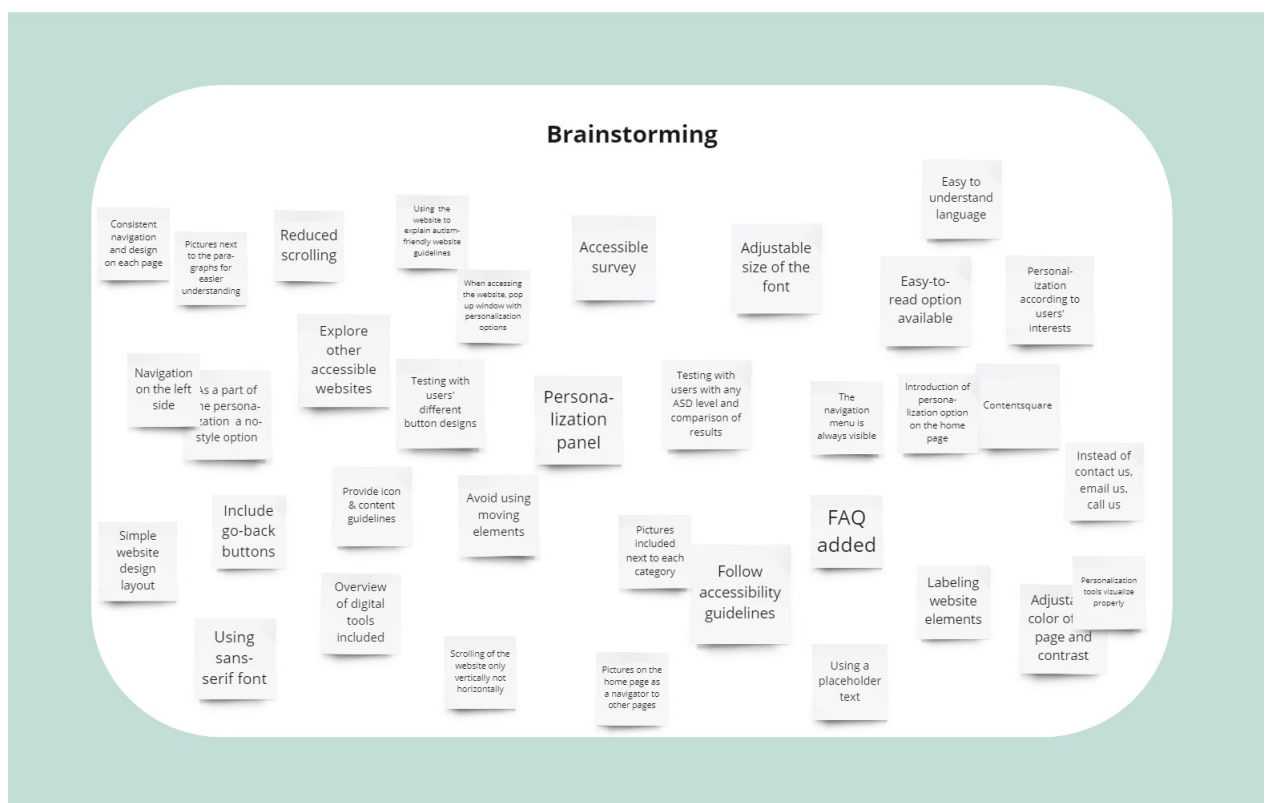 Brainstorming
Easy to
understand
language
Consistent
navigation
and design
on each page
Pictures next
to the para-
graphs for
easier
understanding
Reduced
scrolling
Using the
website to
explain autism-
friendly website
guidelines
When accessing
the website, pop
up window with
personalization
options
Accessible
survey
Adjustable
size of the
font
Easy-to-
read option
available
Personal-
ization
according to
users'
interests
Explore
other
accessible
websites
Navigation
on the left
side
As a part of
persona-
a no-
style option
Testing with
users'
different
button designs
Persona-
lization
panel
Testing with
users with any
ASD level and
comparison of
results
The
navigation
menu is
always visible
Introduction of
persona-
lization option
on the home
page
Contentsquare
Instead of
contact us,
email us,
call us
Include
go-back
buttons
Provide icon
& content
guidelines
Avoid using
moving
elements
Simple
website
design
layout
Pictures
included
next to each
category
FAQ
added
Follow
accessibility
guidelines
Overview
of digital
tools
included
Labeling
website
elements
Personalization
tools vizualize
properly
color of
page and
contrast
Using
sans-
serif font
Scrolling of the
website only
vertically not
horizontally
Pictures on the
home page as
a navigator to
other pages
Using a
placeholder
text